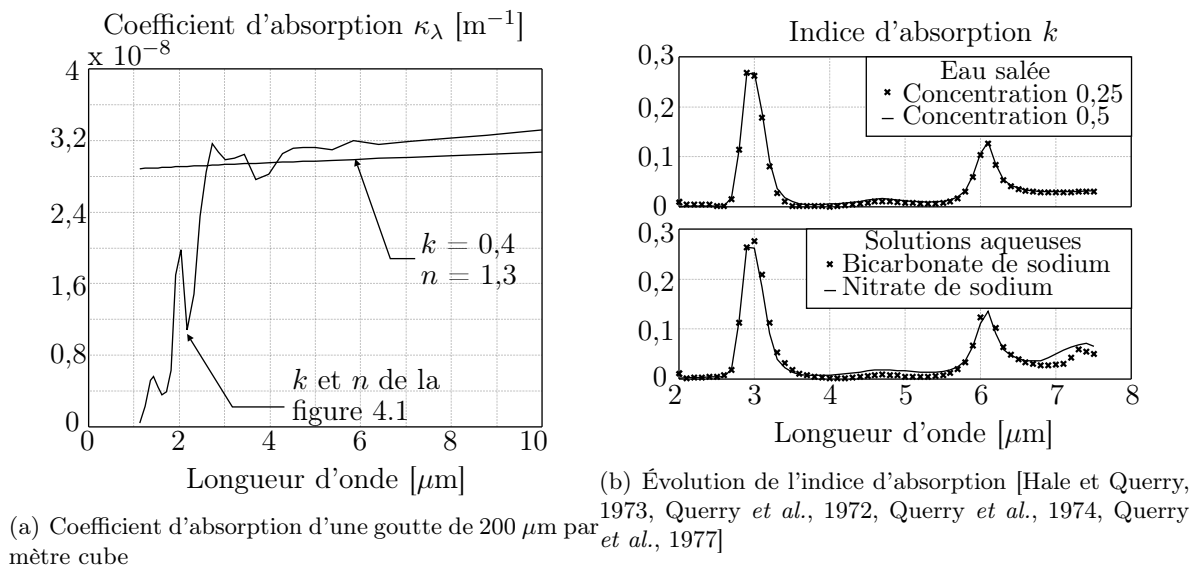 Coefficient d'absorption κλ [m−1]
x 10−8
4
3,2
2,4
1,6
0,8
0
0 2 4 6 8 10
k = 0,4
n = 1,3
k et n de la
figure 4.1
Longueur d'onde [μm]
(a) Coefficient d'absorption d'une goutte de 200 μm par
mètre cube
Indice d'absorption k
0,3
0,2
0,1
0
Eau salée
Concentration 0,25
Concentration 0,5
0,3
0,2
0,1
0
Solutions aqueuses
Bicarbonate de sodium
Nitrate de sodium
2 3 4 5 6 7 8
Longueur d'onde [μm]
(b) Évolution de l'indice d'absorption [Hale et Querry,
1973, Querry et al., 1972, Querry et al., 1974, Querry
et al., 1977]